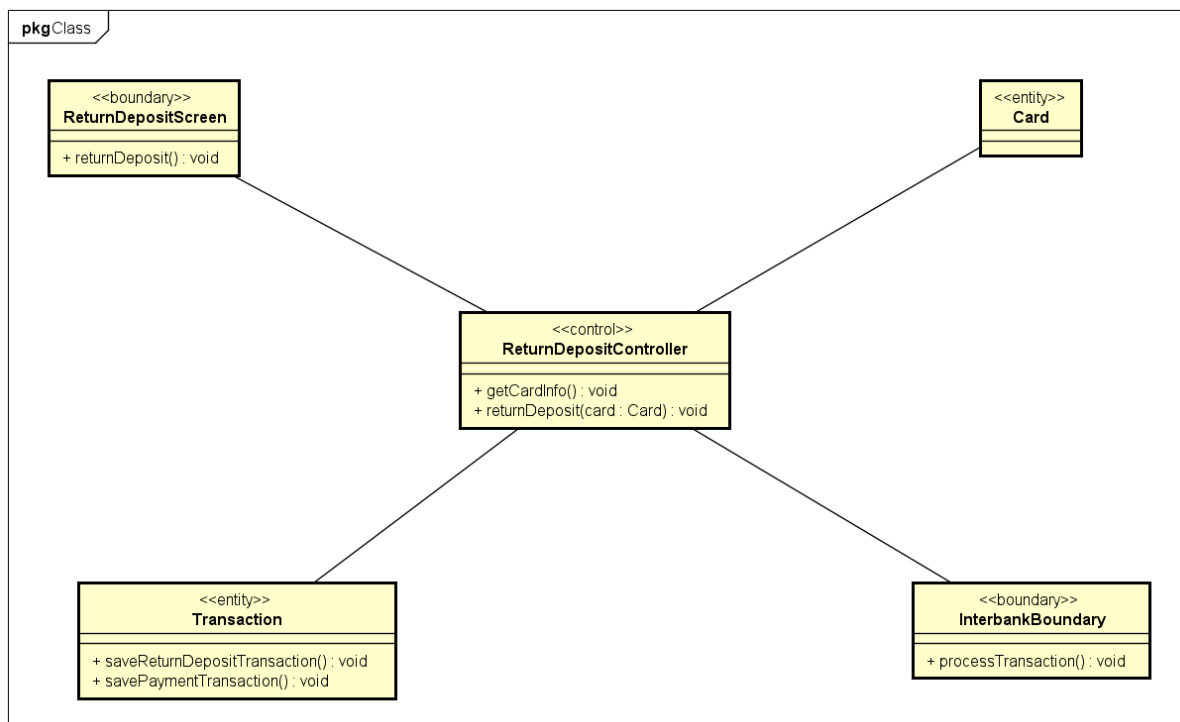 pkgClass
<<boundary>>
ReturnDepositScreen
+ returnDeposit() : void
<<entity>>
Card
<<control>>
ReturnDepositController
+ getCardInfo() : void
+ returnDeposit(card : Card) : void
<<entity>>
Transaction
+ saveReturnDepositTransaction() : void
+ savePaymentTransaction() : void
<<boundary>>
InterbankBoundary
+ processTransaction() : void